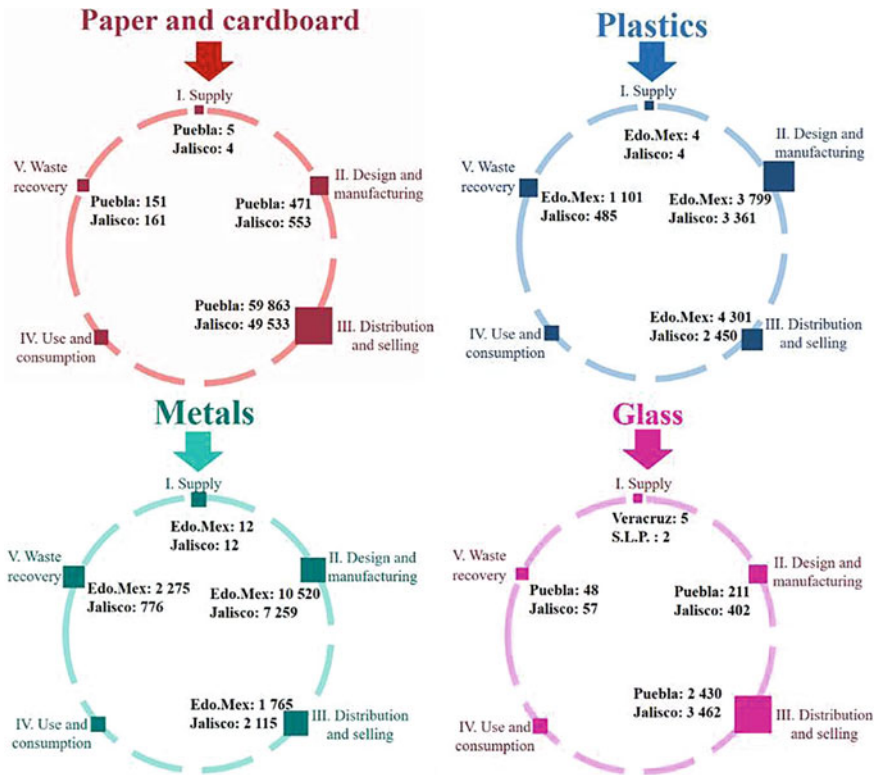 Paper and cardboard
I. Supply
Puebla: 5
Jalisco: 4
V. Waste
recovery
II. Design and
manufacturing
Puebla: 151
Jalisco: 161
Puebla: 471
Jalisco: 553
Puebla: 59 863
Jalisco: 49 533
IV. Use and
consumption
III. Distribution
and selling
Plastics
I. Supply
Edo.Mex: 4
Jalisco: 4
II. Design and
manufacturing
V. Waste
recovery
Edo.Mex: 1 101
Jalisco: 485
Edo.Mex: 3 799
Jalisco: 3 361
Edo.Mex: 4 301
Jalisco: 2 450
IV. Use and
consumption
III. Distribution
and selling
Metals
I. Supply
Edo.Mex: 12
Jalisco: 12
V. Waste
recovery
II. Design and
manufacturing
Edo.Mex: 2 275
Jalisco: 776
Edo.Mex: 10 520
Jalisco: 7 259
Edo.Mex: 1 765
Jalisco: 2 115
IV. Use and
consumption
III. Distribution
and selling
Glass
I. Supply
Veracruz: 5
S.L.P. : 2
V. Waste
recovery
II. Design and
manufacturing
Puebla: 48
Jalisco: 57
Puebla: 211
Jalisco: 402
Puebla: 2 430
Jalisco: 3 462
IV. Use and
consumption
III. Distribution
and selling